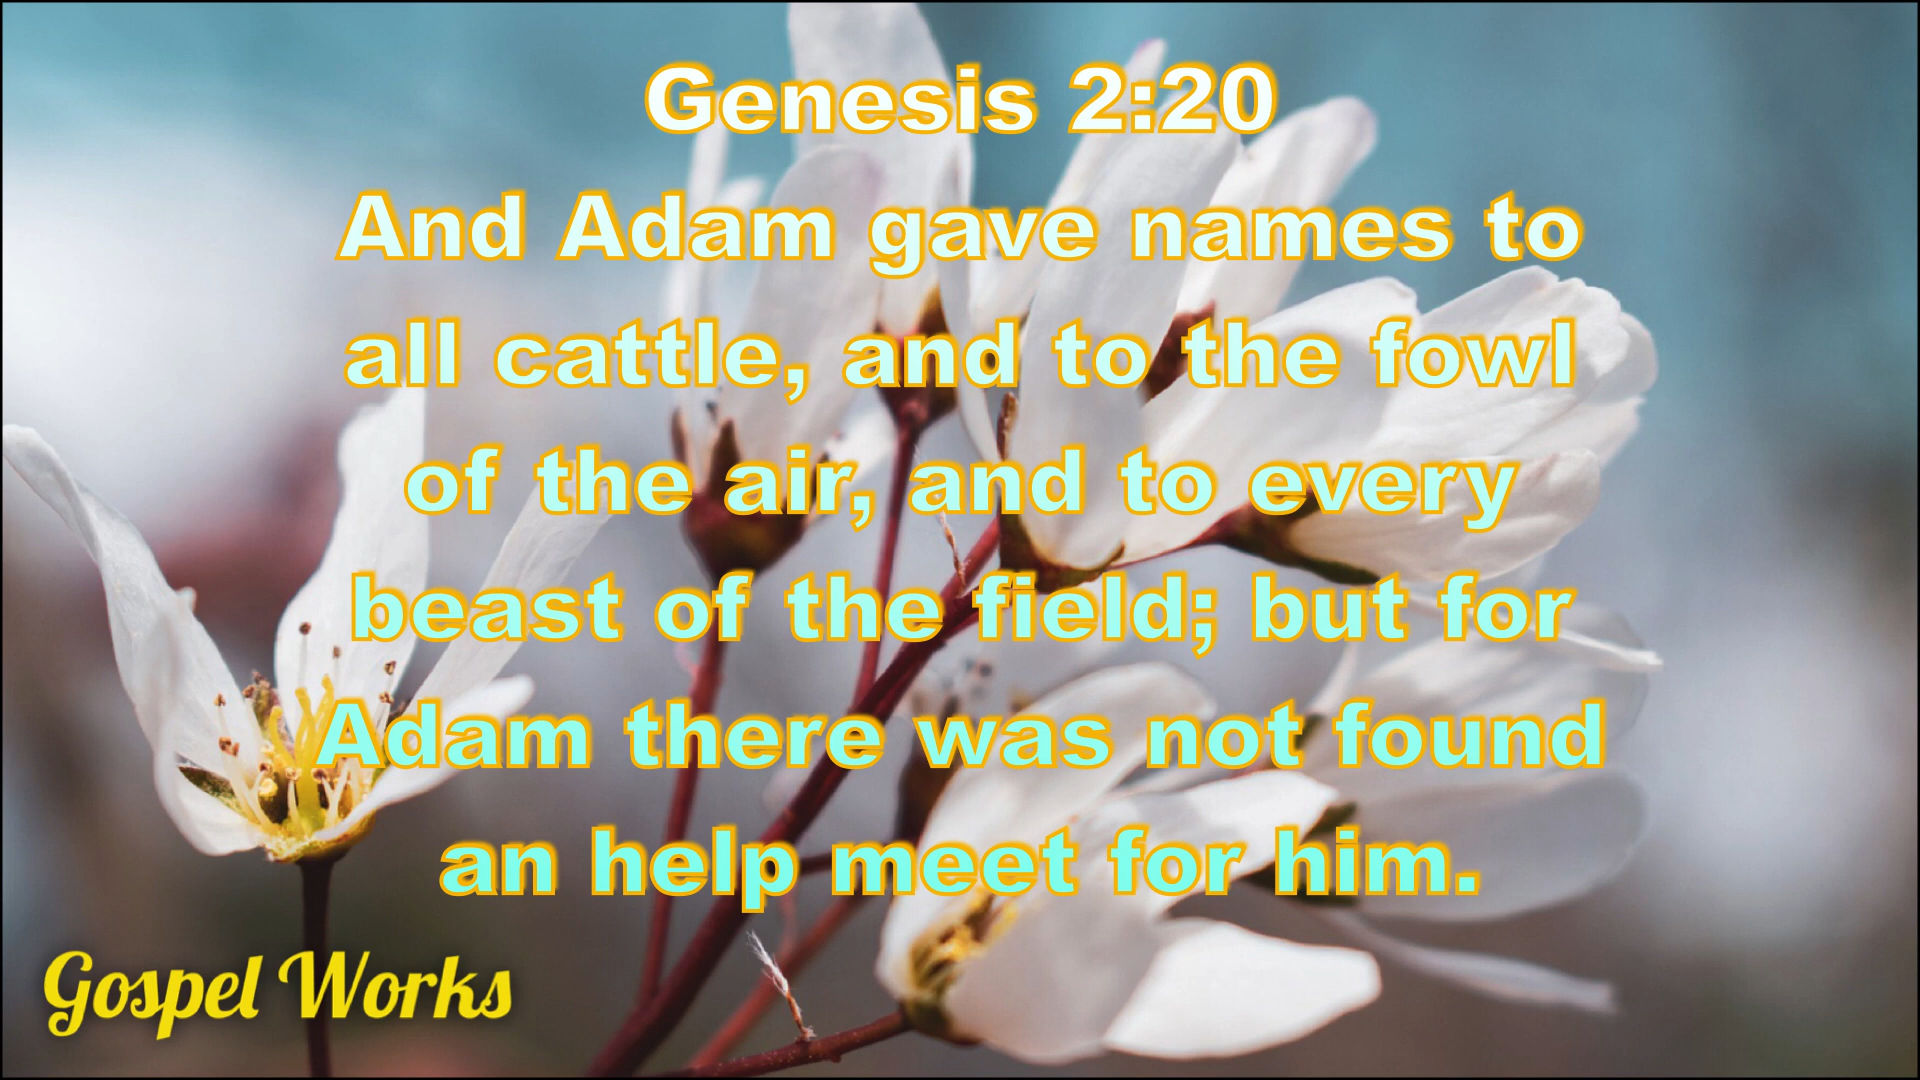 Genesis 2:20
And Adam gave names to
all cattle, and to the fowl
of the air, and to every
beast of the field; but for
Adam there was not found
an help meet for him.
Gospel Works